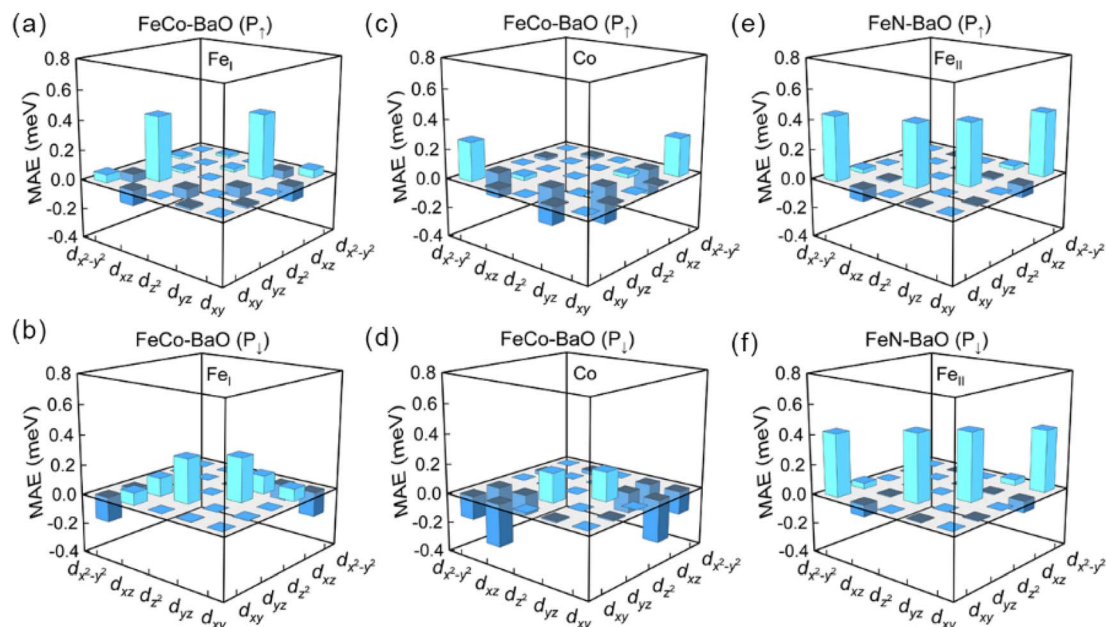 (a)
FeCo-BaO (P↑)
Fe_I
0.8
0.6
0.4
0.2
0.0
-0.2
-0.4
MAE (meV)
d_x²-y²
d_xz
d_z²
d_yz
d_xy
d_xy
d_yz
d_z²
d_xz
d_x²-y²
(c)
FeCo-BaO (P↑)
Co
0.8
0.6
0.4
0.2
0.0
-0.2
-0.4
MAE (meV)
d_x²-y²
d_xz
d_z²
d_yz
d_xy
d_xy
d_yz
d_z²
d_xz
d_x²-y²
(e)
FeN-BaO (P↑)
Fe_II
0.8
0.6
0.4
0.2
0.0
-0.2
-0.4
MAE (meV)
d_x²-y²
d_xz
d_z²
d_yz
d_xy
d_xy
d_yz
d_z²
d_xz
d_x²-y²
(b)
FeCo-BaO (P↓)
Fe_I
0.8
0.6
0.4
0.2
0.0
-0.2
-0.4
MAE (meV)
d_x²-y²
d_xz
d_z²
d_yz
d_xy
d_xy
d_yz
d_z²
d_xz
d_x²-y²
(d)
FeCo-BaO (P↓)
Co
0.8
0.6
0.4
0.2
0.0
-0.2
-0.4
MAE (meV)
d_x²-y²
d_xz
d_z²
d_yz
d_xy
d_xy
d_yz
d_z²
d_xz
d_x²-y²
(f)
FeN-BaO (P↓)
Fe_II
0.8
0.6
0.4
0.2
0.0
-0.2
-0.4
MAE (meV)
d_x²-y²
d_xz
d_z²
d_yz
d_xy
d_xy
d_yz
d_z²
d_xz
d_x²-y²